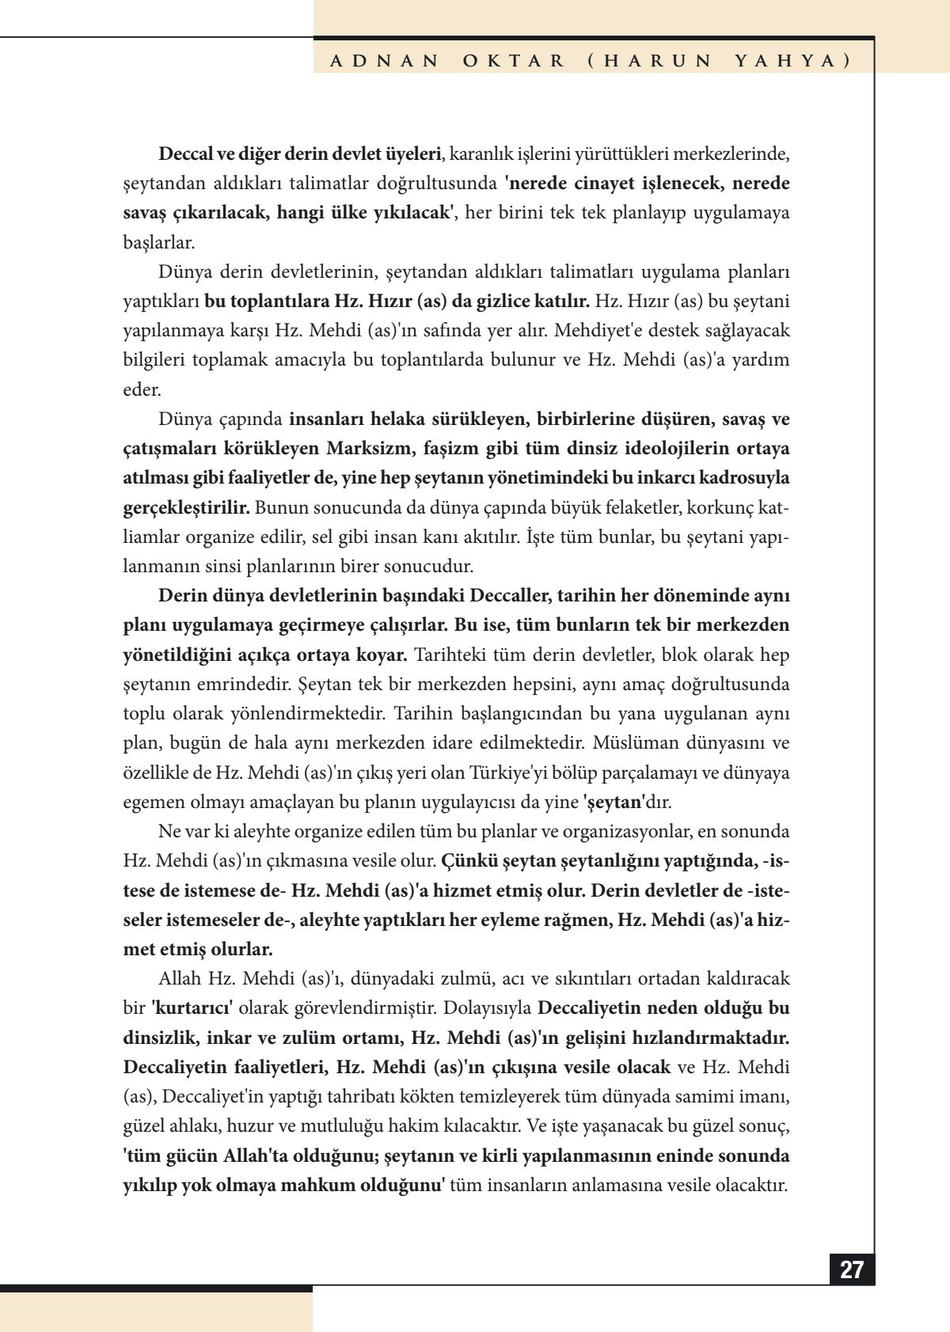 ADNAN OKTAR (HARUN YAHYA)
Deccal ve diğer derin devlet üyeleri, karanlık işlerini yürüttükleri merkezlerinde,
şeytandan aldıkları talimatlar doğrultusunda 'nerede cinayet işlenecek, nerede
savaş çıkarılacak, hangi ülke yıkılacak', her birini tek tek planlayıp uygulamaya
başlarlar.
Dünya derin devletlerinin, şeytandan aldıkları talimatları uygulama planları
yaptıkları bu toplantılara Hz. Hızır (as) da gizlice katılır. Hz. Hızır (as) bu şeytani
yapılanmaya karşı Hz. Mehdi (as)'ın safında yer alır. Mehdiyet'e destek sağlayacak
bilgileri toplamak amacıyla bu toplantılarda bulunur ve Hz. Mehdi (as)'a yardım
eder.
Dünya çapında insanları helaka sürükleyen, birbirlerine düşüren, savaş ve
çatışmaları körükleyen Marksizm, faşizm gibi tüm dinsiz ideolojilerin ortaya
atılması gibi faaliyetler de, yine hep şeytanın yönetimindeki bu inkarcı kadrosuyla
gerçekleştirilir. Bunun sonucunda da dünya çapında büyük felaketler, korkunç kat-
liamlar organize edilir, sel gibi insan kanı akıtılır. İşte tüm bunlar, bu şeytani yapı-
lanmanın sinsi planlarının birer sonucudur.
Derin dünya devletlerinin başındaki Deccaller, tarihin her döneminde aynı
planı uygulamaya geçirmeye çalışırlar. Bu ise, tüm bunların tek bir merkezden
yönetildiğini açıkça ortaya koyar. Tarihteki tüm derin devletler, blok olarak hep
şeytanın emrindedir. Şeytan tek bir merkezden hepsini, aynı amaç doğrultusunda
toplu olarak yönlendirmektedir. Tarihin başlangıcından bu yana uygulanan aynı
plan, bugün de hala aynı merkezden idare edilmektedir. Müslüman dünyasını ve
özellikle de Hz. Mehdi (as)'ın çıkış yeri olan Türkiye'yi bölüp parçalamayı ve dünyaya
egemen olmayı amaçlayan bu planın uygulayıcısı da yine 'şeytan'dır.
Ne var ki aleyhte organize edilen tüm bu planlar ve organizasyonlar, en sonunda
Hz. Mehdi (as)'ın çıkmasına vesile olur. Çünkü şeytan şeytanlığını yaptığında, -is-
tese de istemese de- Hz. Mehdi (as)'a hizmet etmiş olur. Derin devletler de -iste-
seler istemeseler de-, aleyhte yaptıkları her eyleme rağmen, Hz. Mehdi (as)'a hiz-
met etmiş olurlar.
Allah Hz. Mehdi (as)'ı, dünyadaki zulmü, acı ve sıkıntıları ortadan kaldıracak
bir 'kurtarıcı' olarak görevlendirmiştir. Dolayısıyla Deccaliyetin neden olduğu bu
dinsizlik, inkar ve zulüm ortamı, Hz. Mehdi (as)'ın gelişini hızlandırmaktadır.
Deccaliyetin faaliyetleri, Hz. Mehdi (as)'ın çıkışına vesile olacak ve Hz. Mehdi
(as), Deccaliyet'in yaptığı tahribatı kökten temizleyerek tüm dünyada samimi imanı,
güzel ahlakı, huzur ve mutluluğu hakim kılacaktır. Ve işte yaşanacak bu güzel sonuç,
'tüm gücün Allah'ta olduğunu; şeytanın ve kirli yapılanmasının eninde sonunda
yıkılıp yok olmaya mahkum olduğunu' tüm insanların anlamasına vesile olacaktır.
27